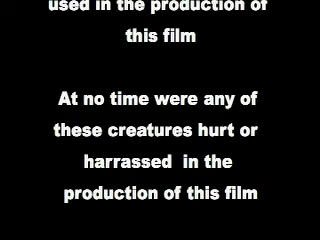 used in the production of
this film
At no time were any of
these creatures hurt or
harrassed in the
production of this film